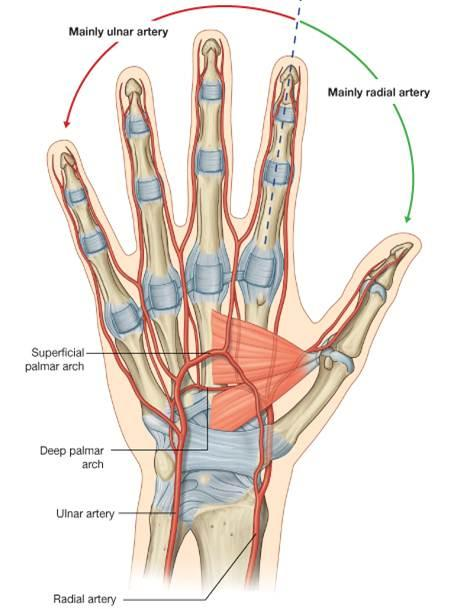 Mainly ulnar artery
Mainly radial artery
Superficial
palmar arch
Deep palmar
arch
Ulnar artery
Radial artery